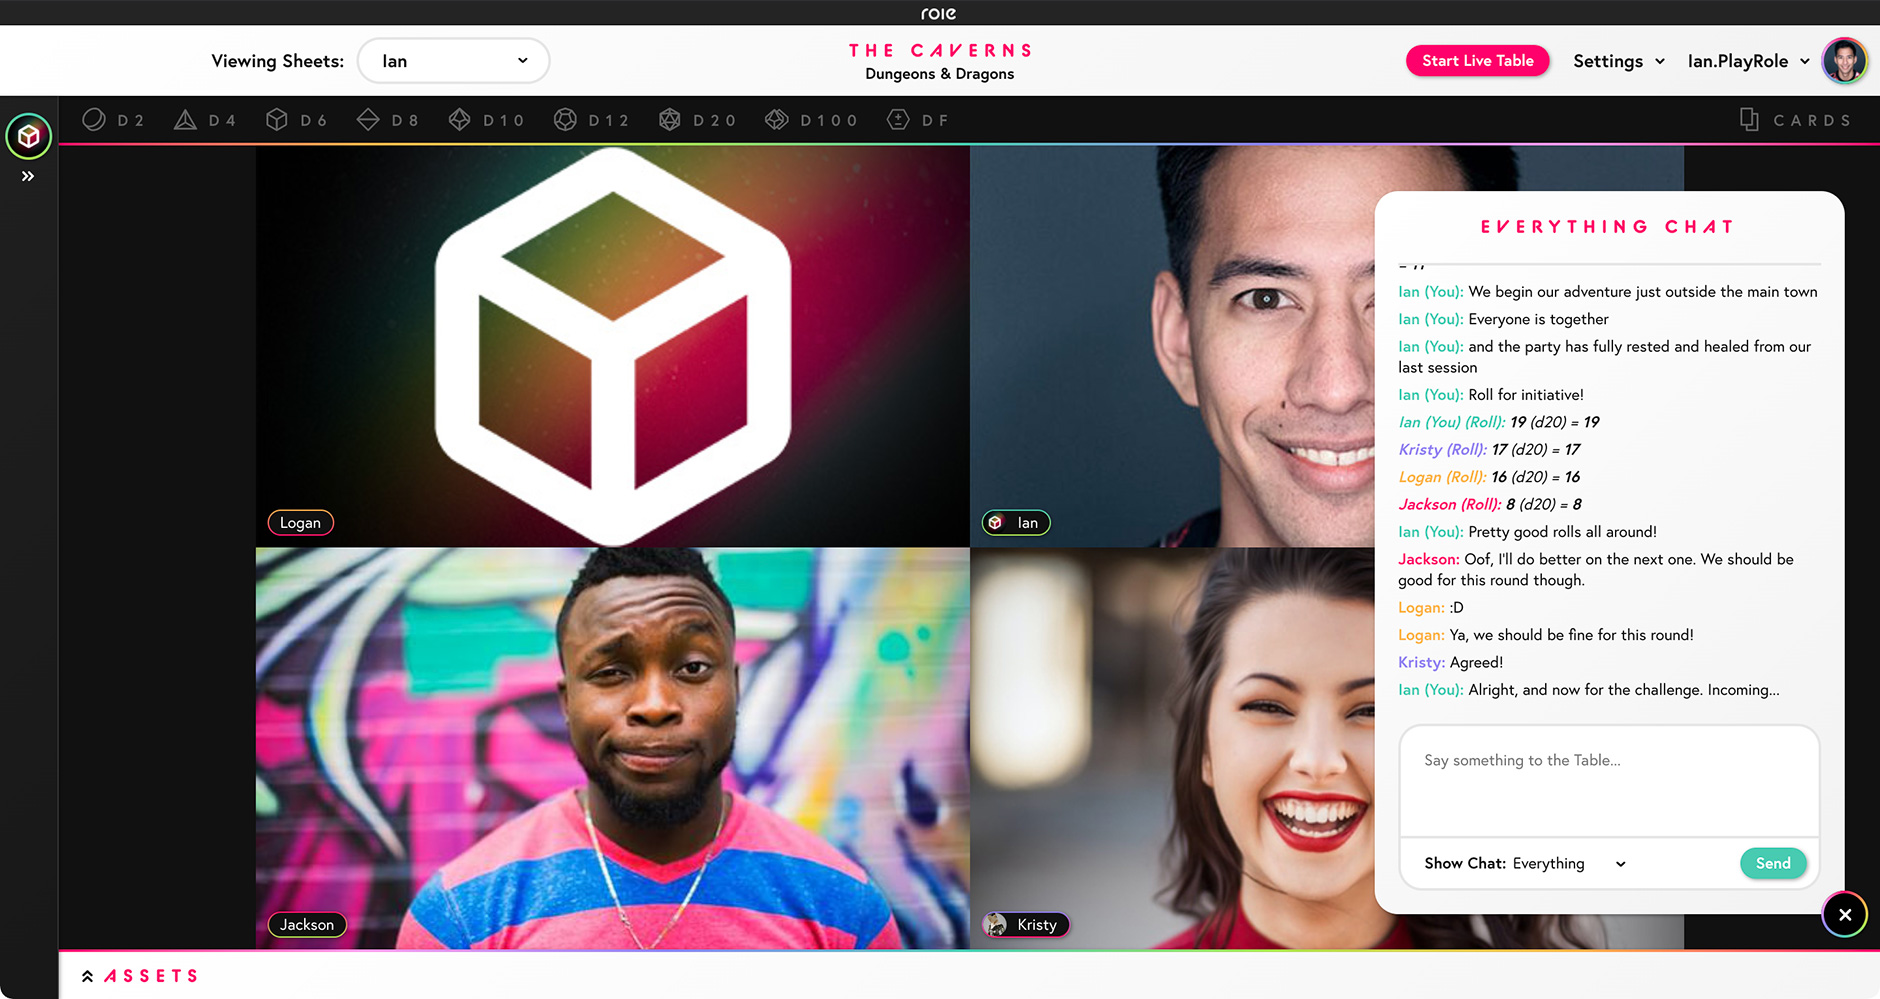 role
Viewing Sheets: Ian
THE CAVERNS
Dungeons & Dragons
Start Live Table
Settings
Ian.PlayRole
D2
D4
D6
D8
D10
D12
D20
D100
DF
CARDS
Logan
Ian
Jackson
Kristy
EVERYTHING CHAT
Ian (You): We begin our adventure just outside the main town
Ian (You): Everyone is together
Ian (You): and the party has fully rested and healed from our
last session
Ian (You): Roll for initiative!
Ian (You) (Roll): 19 (d20) = 19
Kristy (Roll): 17 (d20) = 17
Logan (Roll): 16 (d20) = 16
Jackson (Roll): 8 (d20) = 8
Ian (You): Pretty good rolls all around!
Jackson: Oof, I'll do better on the next one. We should be
good for this round though.
Logan: :D
Logan: Ya, we should be fine for this round!
Kristy: Agreed!
Ian (You): Alright, and now for the challenge. Incoming...
Say something to the Table...
Show Chat: Everything
Send
ASSETS